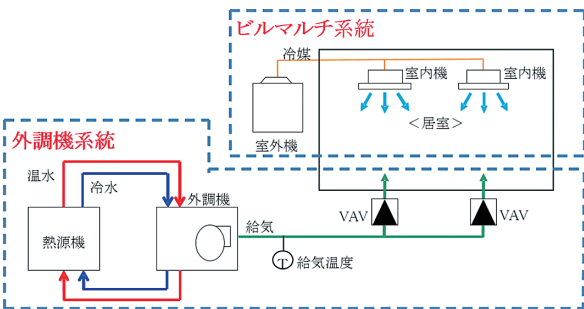 ビルマルチ系統
冷媒
室内機
室内機
＜居室＞
室外機
外調機系統
温水
冷水
外調機
熱源機
給気
VAV
VAV
T
給気温度